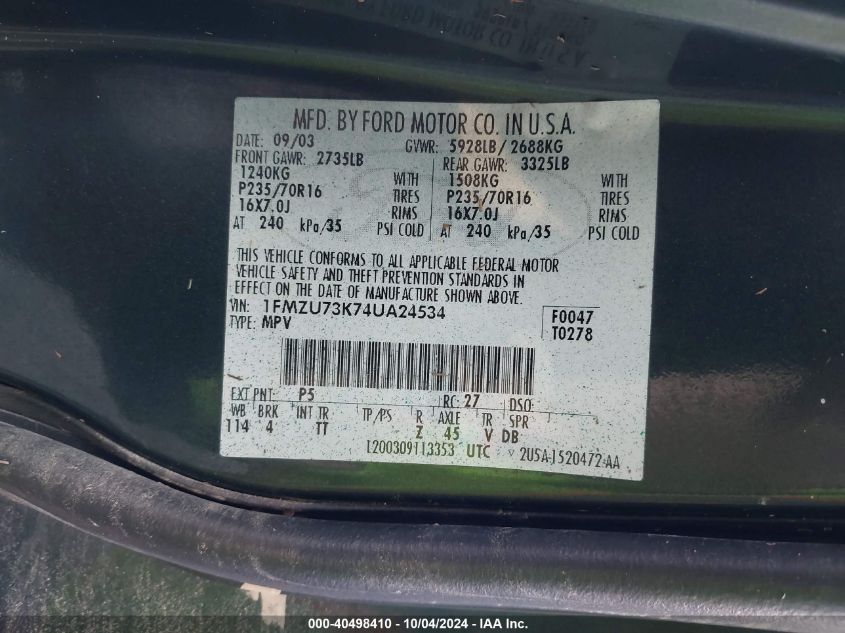 MFD. BY FORD MOTOR CO. IN U.S.A.
DATE: 09/03 GVWR: 5928LB/2688KG
FRONT GAWR: 2735LB REAR GAWR: 3325LB
1240KG WITH 1508KG WITH
P235/70R16 TIRES P235/70R16 TIRES
16X7.0J RIMS 16X7.0J RIMS
AT 240 kPa/35 PSI COLD AT 240 kPa/35 PSI COLD
THIS VEHICLE CONFORMS TO ALL APPLICABLE FEDERAL MOTOR
VEHICLE SAFETY AND THEFT PREVENTION STANDARDS IN
EFFECT ON THE DATE OF MANUFACTURE SHOWN ABOVE.
VIN: 1FMZU73K74UA24534 F0047
TYPE: MPV T0278
EXT PNT: P5 RC: 27 DSO:
WB BRK INT TR TP/PS R AXLE TR SPR
114 4 TT Z 45 V DB
L200309113353 UTC 2U5A-1520472-AA
000-40498410 - 10/04/2024 - IAA Inc.